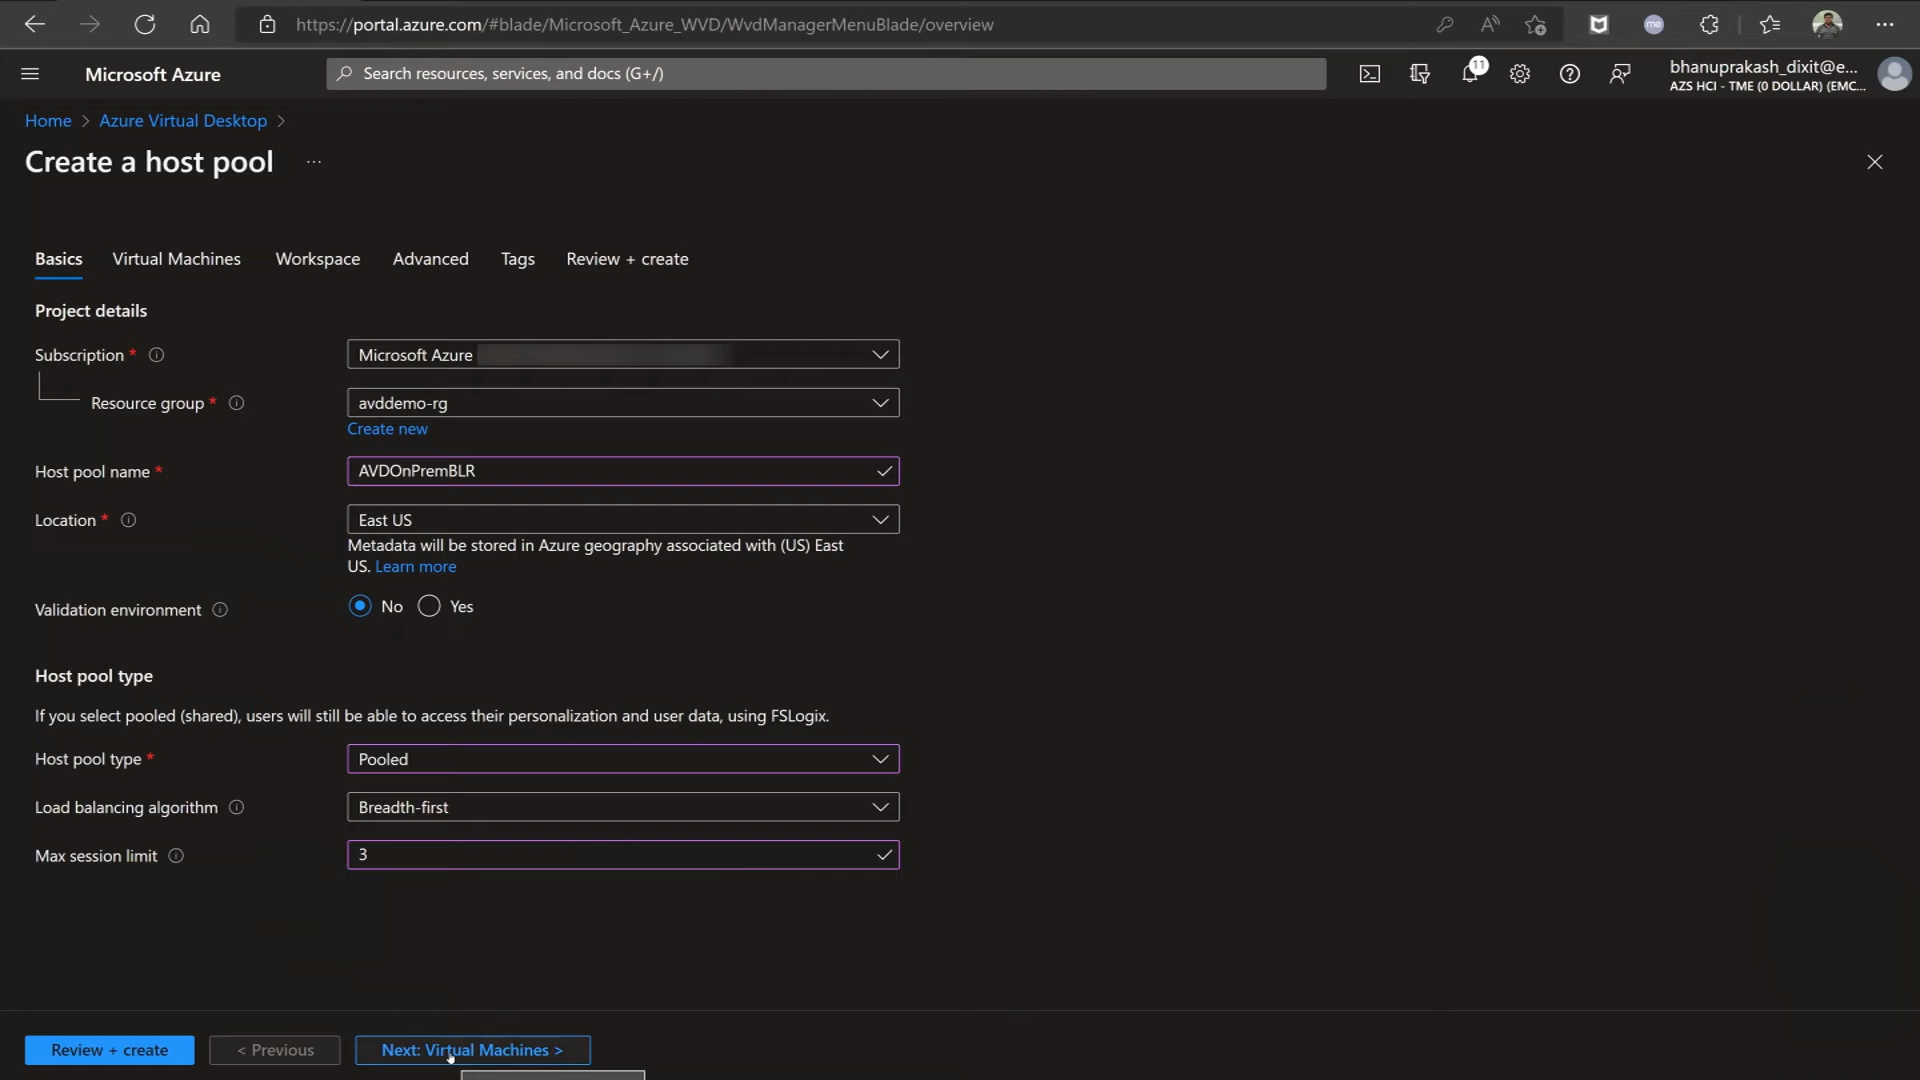 https://portal.azure.com/#blade/Microsoft_Azure_WVD/WvdManagerMenuBlade/overview
me
Microsoft Azure
Search resources, services, and docs (G+/)
11
bhanuprakash_dixit@e...
AZS HCI - TME (0 DOLLAR) (EMC...
Home > Azure Virtual Desktop >
Create a host pool ...
Basics Virtual Machines Workspace Advanced Tags Review + create
Project details
Subscription * Microsoft Azure
Resource group * avddemo-rg
Create new
Host pool name * AVDOnPremBLR
Location * East US
Metadata will be stored in Azure geography associated with (US) East
US. Learn more
Validation environment No Yes
Host pool type
If you select pooled (shared), users will still be able to access their personalization and user data, using FSLogix.
Host pool type * Pooled
Load balancing algorithm Breadth-first
Max session limit 3
Review + create < Previous Next: Virtual Machines >